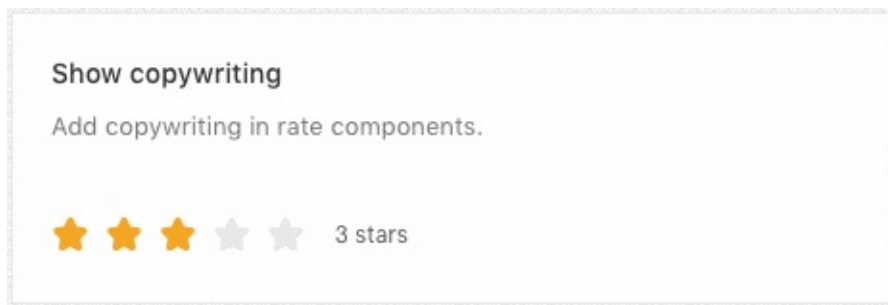 Show copywriting
Add copywriting in rate components.
3 stars